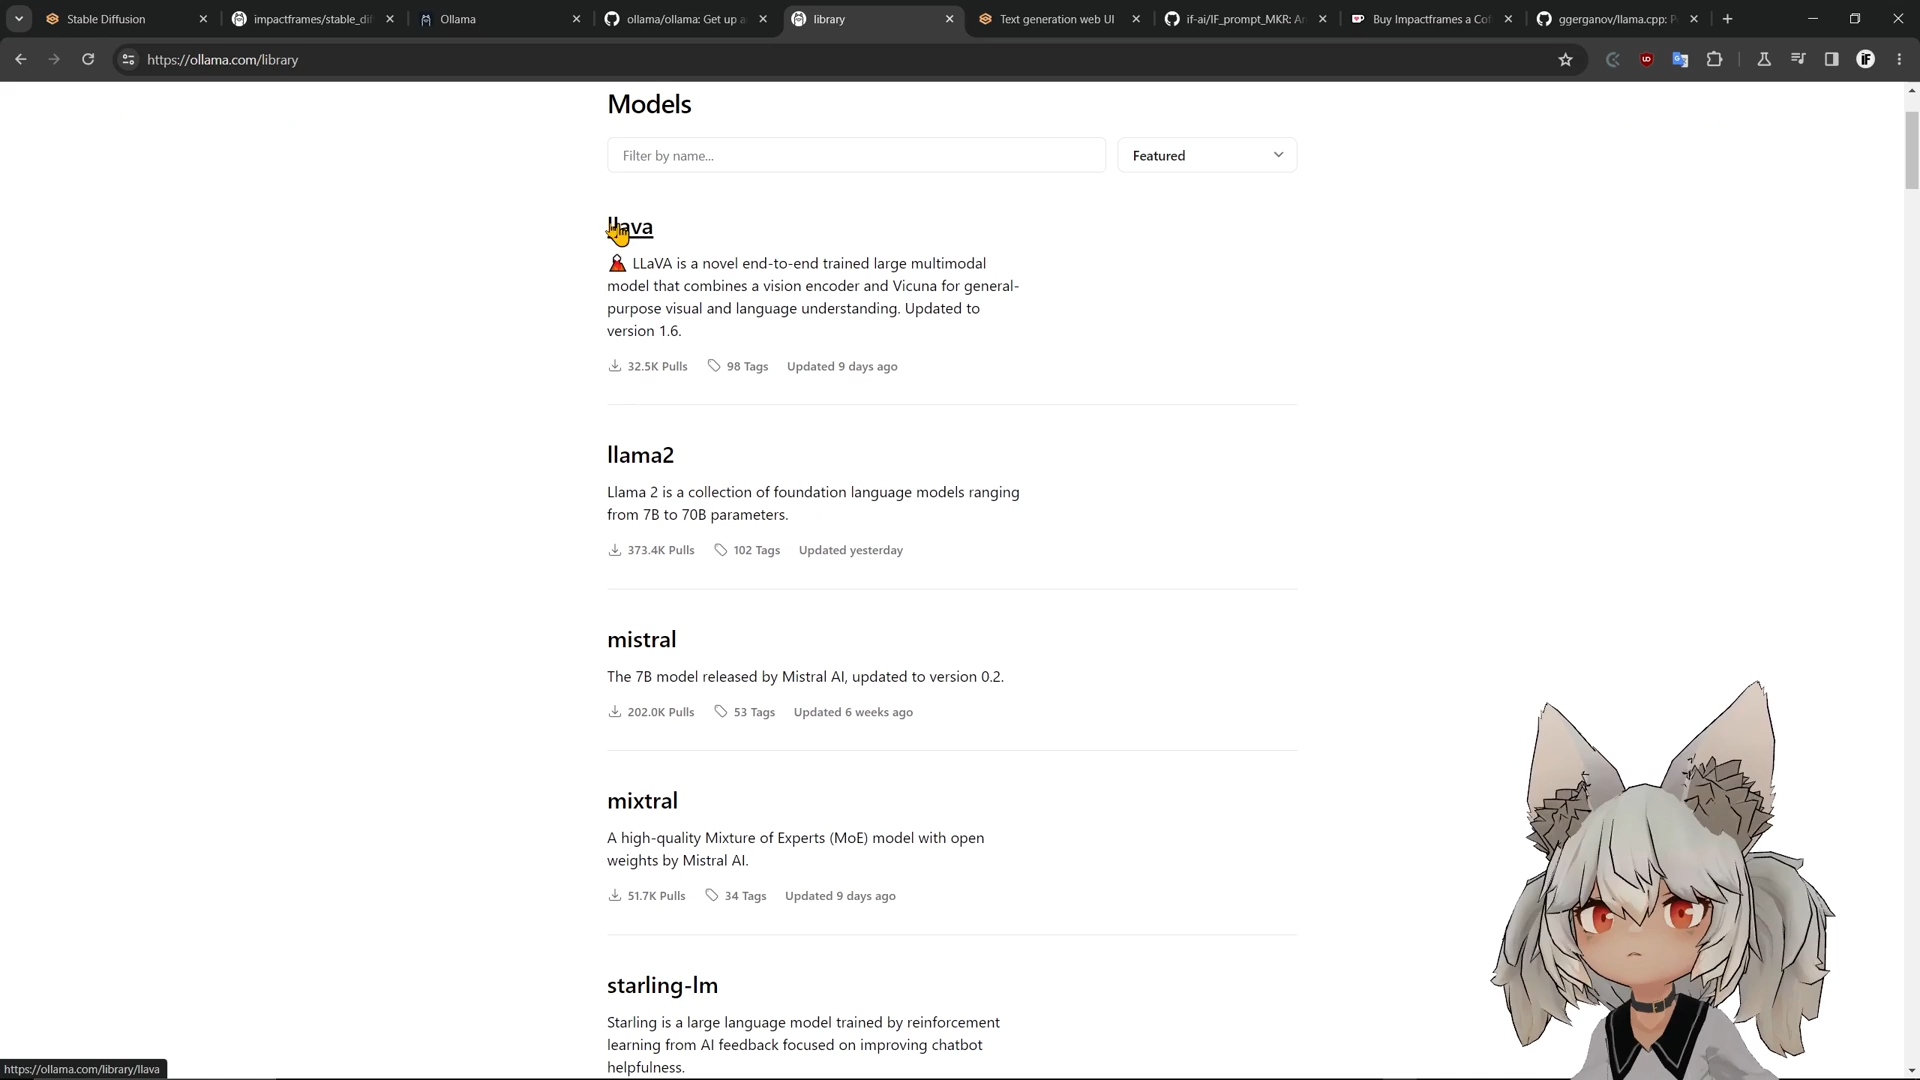 Stable Diffusion
impactframes/stable_dif
Ollama
ollama/ollama: Get up a
library
Text generation web UI
if-ai/IF_prompt_MKR: An
Buy Impactframes a Cof
ggerganov/llama.cpp: P
https://ollama.com/library
Models
Filter by name...
Featured
llava
LLaVA is a novel end-to-end trained large multimodal
model that combines a vision encoder and Vicuna for general-
purpose visual and language understanding. Updated to
version 1.6.
32.5K Pulls 98 Tags Updated 9 days ago
llama2
Llama 2 is a collection of foundation language models ranging
from 7B to 70B parameters.
373.4K Pulls 102 Tags Updated yesterday
mistral
The 7B model released by Mistral AI, updated to version 0.2.
202.0K Pulls 53 Tags Updated 6 weeks ago
mixtral
A high-quality Mixture of Experts (MoE) model with open
weights by Mistral AI.
51.7K Pulls 34 Tags Updated 9 days ago
starling-lm
Starling is a large language model trained by reinforcement
learning from AI feedback focused on improving chatbot
helpfulness.
https://ollama.com/library/llava